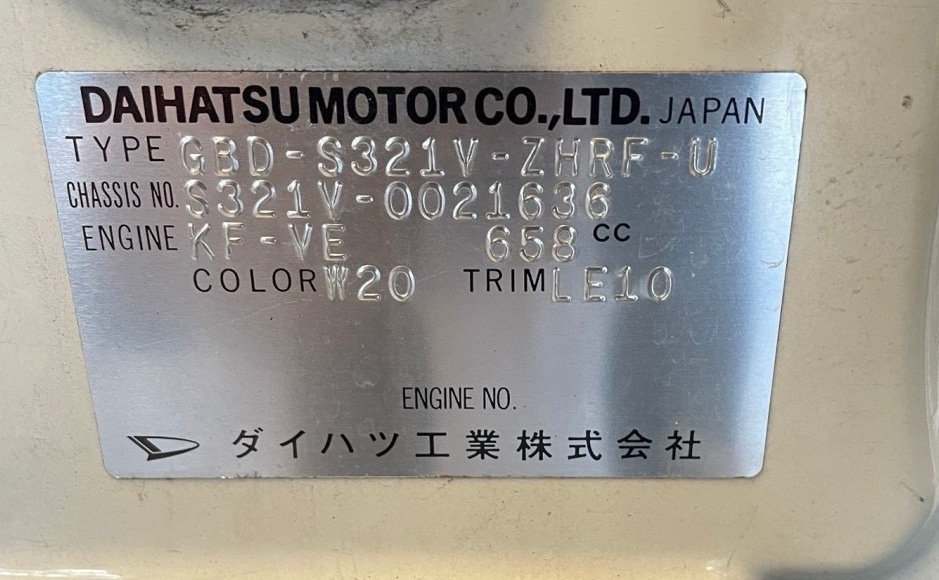 DAIHATSU MOTOR CO.,LTD. JAPAN
TYPE GBD-S321V-ZHRF-U
CHASSIS NO. S321V-0021636
ENGINE KF-VE 658 CC
COLOR W20 TRIM LE10
ENGINE NO.
ダイハツ工業株式会社